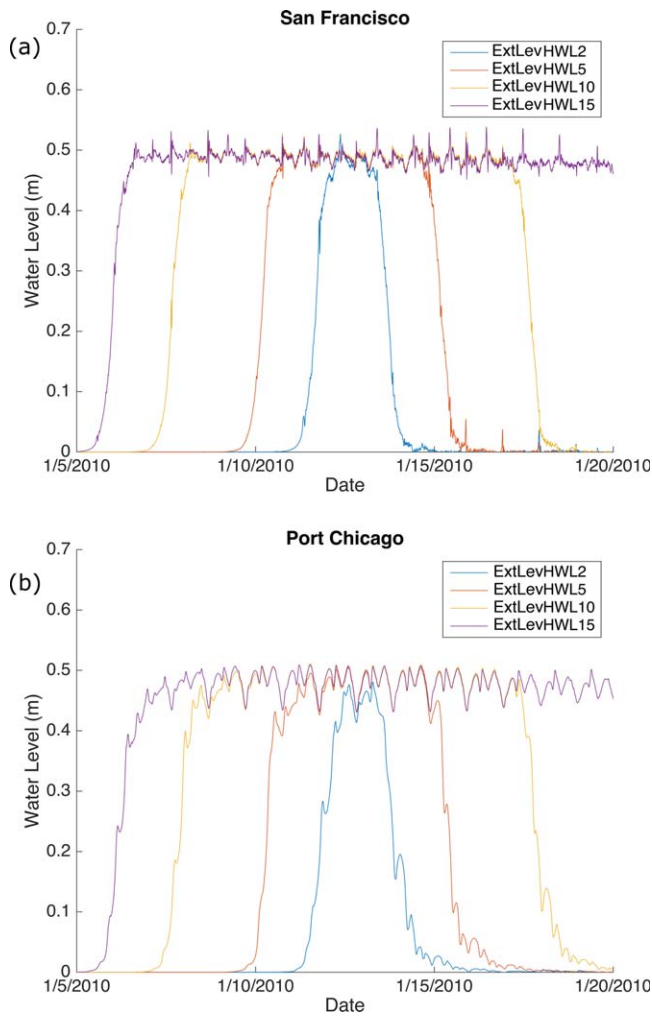 San Francisco
(a)
0.7
0.6
0.5
0.4
0.3
0.2
0.1
0
Water Level (m)
ExtLevHWL2
ExtLevHWL5
ExtLevHWL10
ExtLevHWL15
1/5/2010 1/10/2010 1/15/2010 1/20/2010
Date
Port Chicago
(b)
0.7
0.6
0.5
0.4
0.3
0.2
0.1
0
Water Level (m)
ExtLevHWL2
ExtLevHWL5
ExtLevHWL10
ExtLevHWL15
1/5/2010 1/10/2010 1/15/2010 1/20/2010
Date